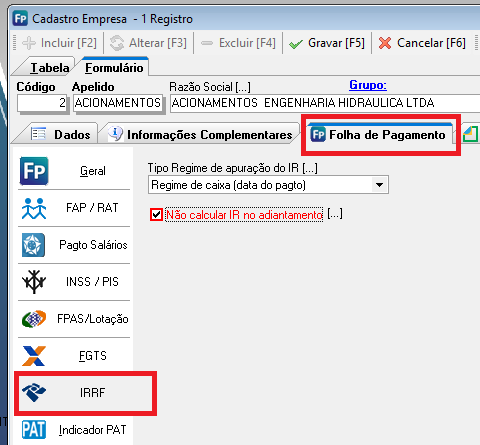 Cadastro Empresa - 1 Registro
Incluir [F2] Alterar [F3] Excluir [F4] Gravar [F5] Cancelar [F6]
Tabela Formulário
Código Apelido Razão Social [...] Grupo:
2 ACIONAMENTOS ACIONAMENTOS ENGENHARIA HIDRAULICA LTDA
Dados Informações Complementares Fp Folha de Pagamento
Fp Geral
Tipo Regime de apuração do IR [...]
Regime de caixa (data do pagto)
Não calcular IR no adiantamento [...]
FAP / RAT
Pagto Salários
INSS / PIS
FPAS/Lotação
FGTS
IRRF
PAT Indicador PAT